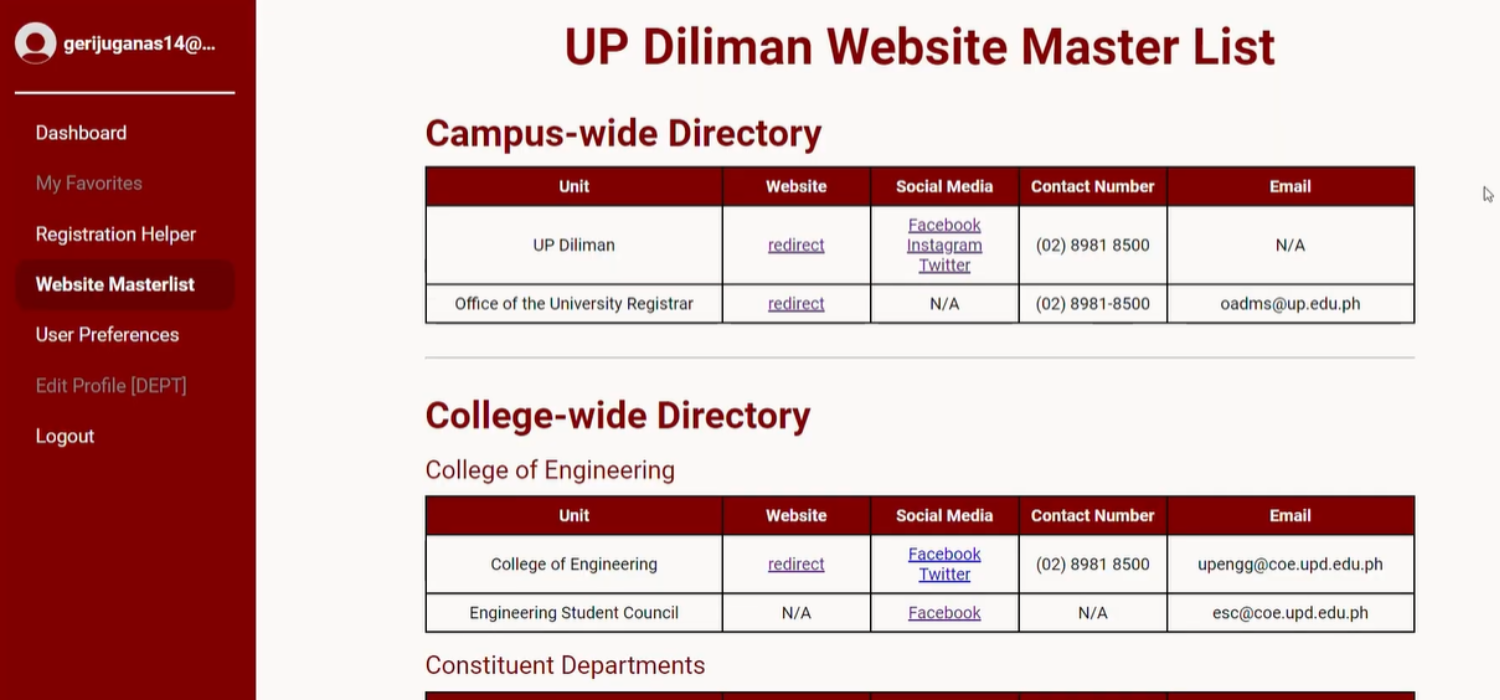 gerijuganas14@...
Dashboard
My Favorites
Registration Helper
Website Masterlist
User Preferences
Edit Profile [DEPT]
Logout
UP Diliman Website Master List
Campus-wide Directory
Unit Website Social Media Contact Number Email
UP Diliman redirect Facebook Instagram Twitter (02) 8981 8500 N/A
Office of the University Registrar redirect N/A (02) 8981-8500 oadms@up.edu.ph
College-wide Directory
College of Engineering
Unit Website Social Media Contact Number Email
College of Engineering redirect Facebook Twitter (02) 8981 8500 upengg@coe.upd.edu.ph
Engineering Student Council N/A Facebook N/A esc@coe.upd.edu.ph
Constituent Departments